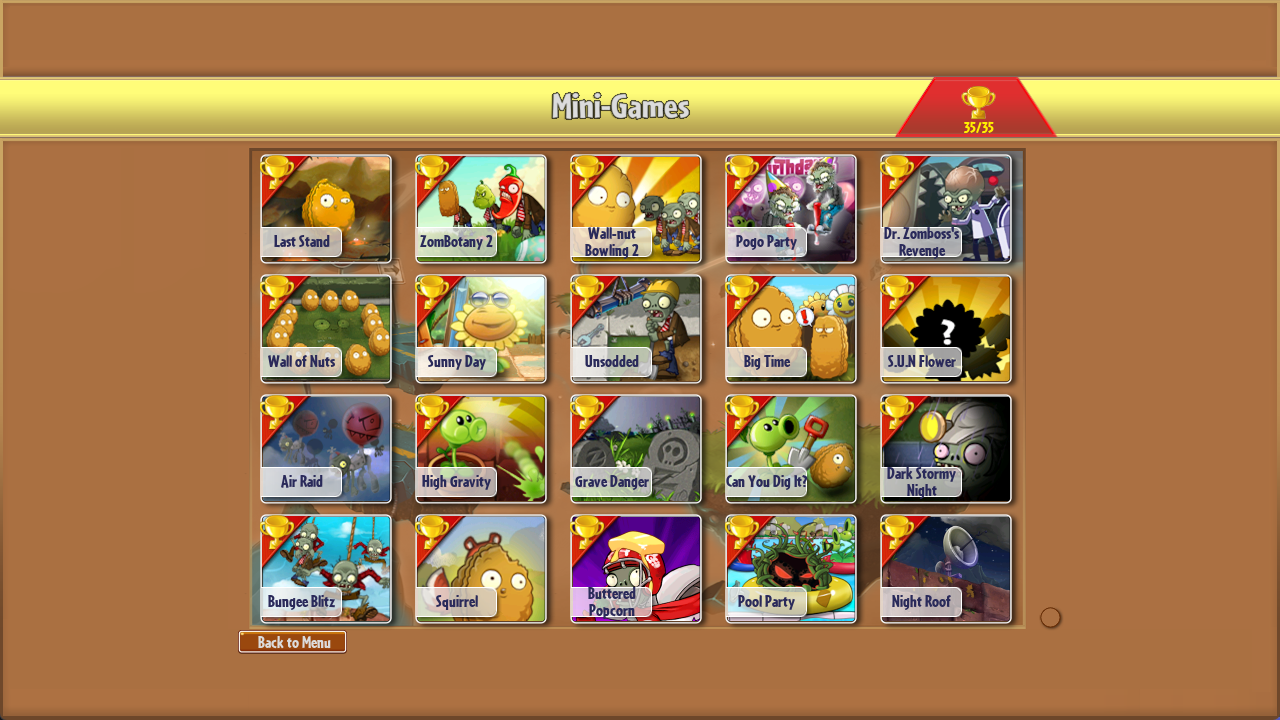 Mini-Games
35/35
Last Stand
ZomBotany 2
Wall-nut
Bowling 2
Pogo Party
Dr. Zomboss's
Revenge
Wall of Nuts
Sunny Day
Unsodded
Big Time
!
?
S.U.N Flower
Air Raid
High Gravity
Grave Danger
Can You Dig It?
Dark Stormy
Night
Bungee Blitz
Squirrel
Buttered
Popcorn
Pool Party
Night Roof
Back to Menu